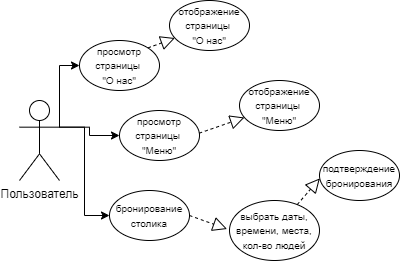 отображение
страницы
"О нас"
просмотр
страницы
"О нас"
отображение
страницы
"Меню"
просмотр
страницы
"Меню"
подтверждение
бронирования
Пользователь
бронирование
столика
выбрать даты,
времени, места,
кол-во людей